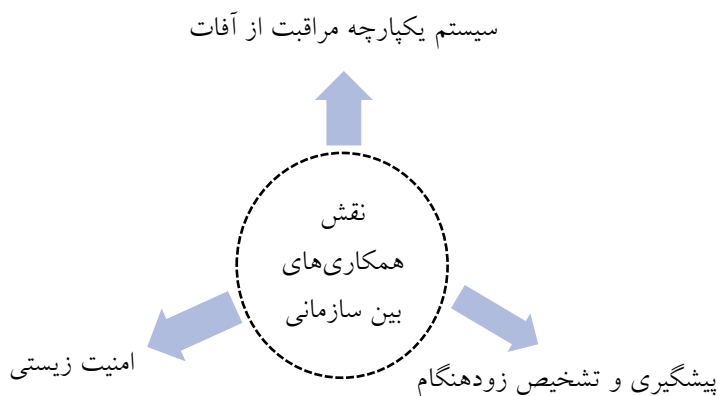 سیستم یکپارچه مراقبت از آفات
نقش
همکاری‌های
بین سازمانی
پیشگیری و تشخیص زودهنگام
امنیت زیستی